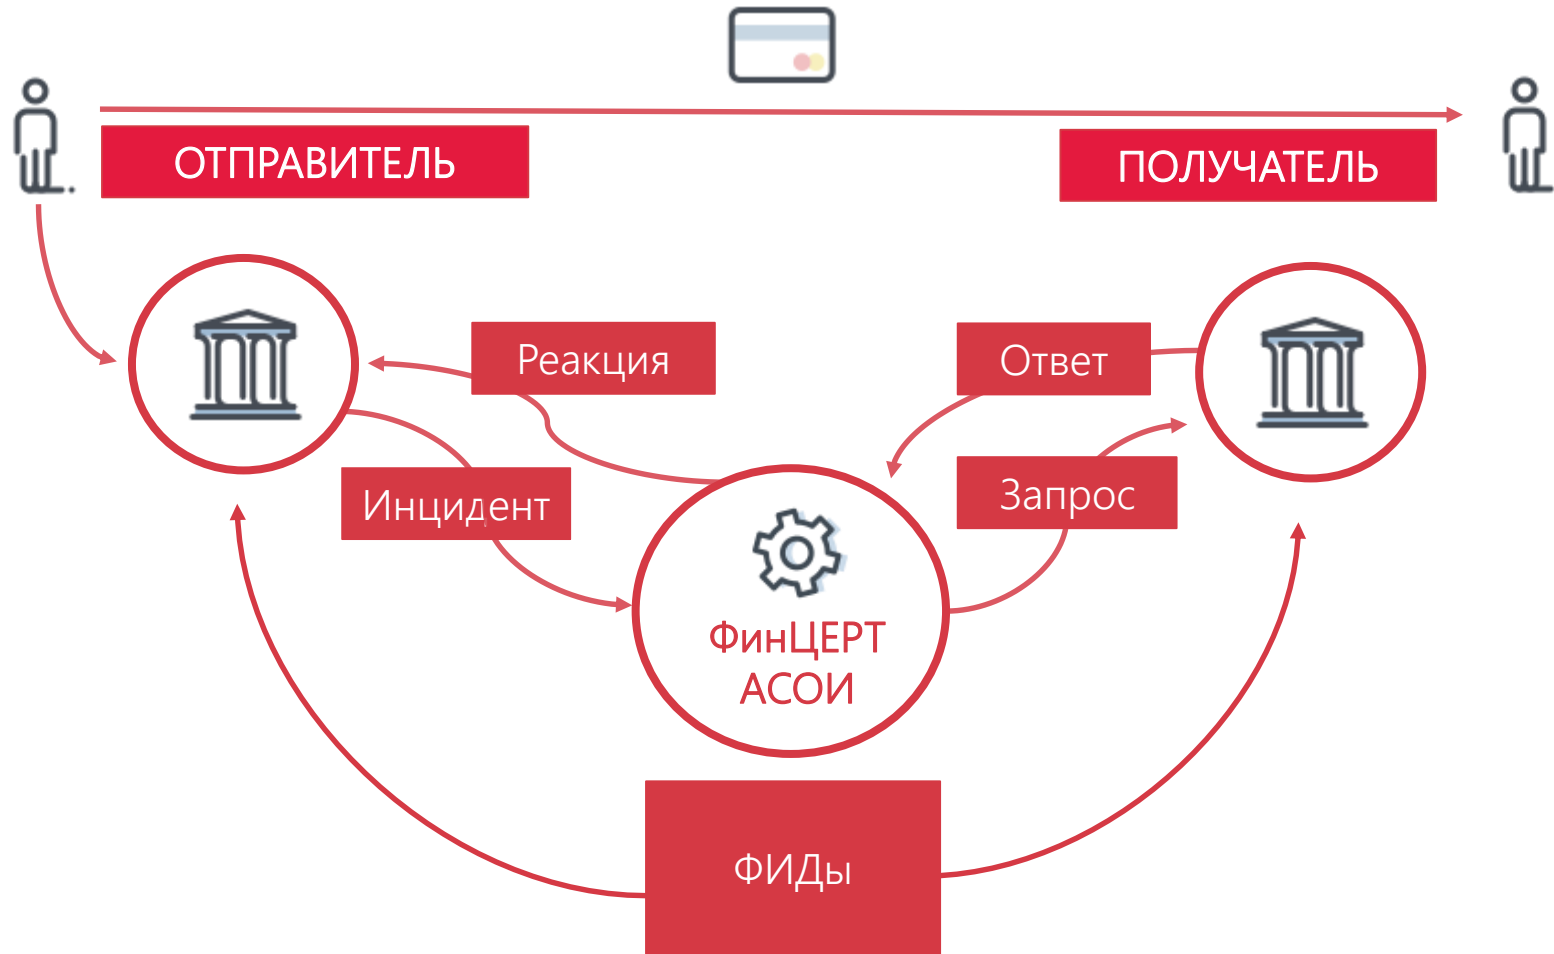 ОТПРАВИТЕЛЬ
ПОЛУЧАТЕЛЬ
Реакция
Ответ
Инцидент
Запрос
ФинЦЕРТ
АСОИ
ФИДы